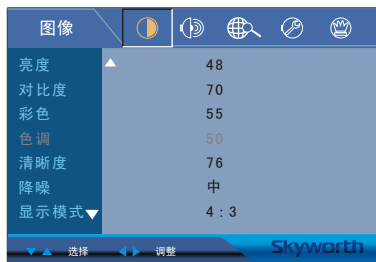 图像
亮度 48
对比度 70
彩色 55
色调 50
清晰度 76
降噪 中
显示模式 4:3
选择 调整 Skyworth